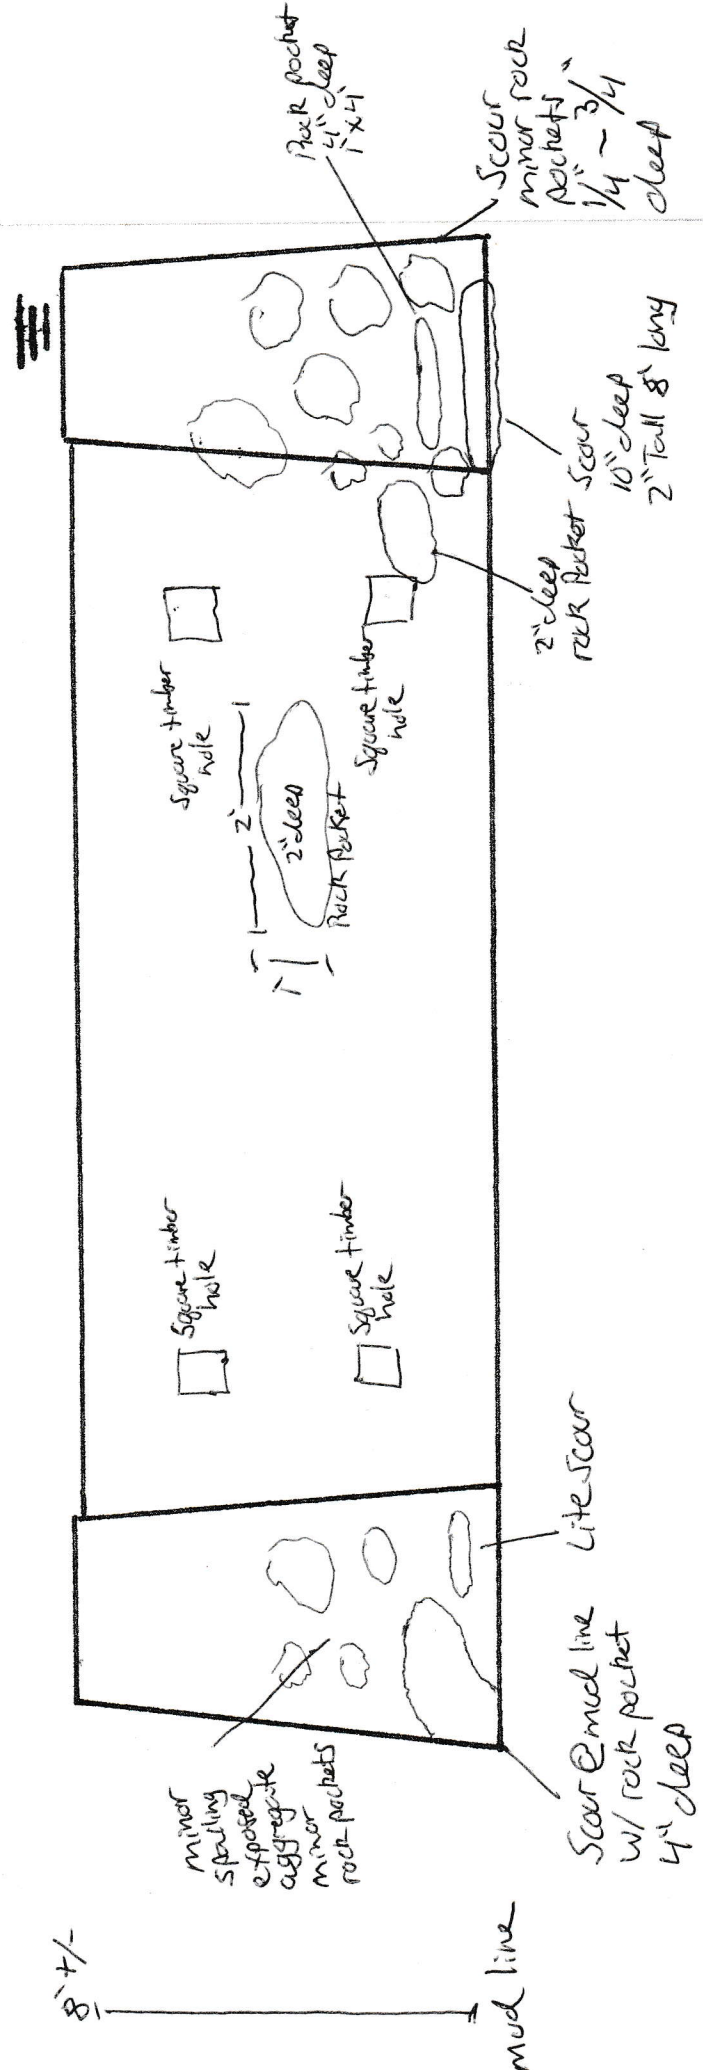 8' +/-
mud line
minor
spalling
exposed
aggregate
minor
rock pockets
Scour @ mud line
w/ rock pocket
4" deep
Lite scour
Square timber
hole
Square timber
hole
1'
2'
2" deep
Rock Pocket
Square timber
hole
Square timber
hole
2" deep
rock Pocket
Scour
10" deep
2" Tall 8' long
Rock pocket
4" deep
1' x 4'
Scour
minor rock
pockets
1/4" ~ 3/4"
deep